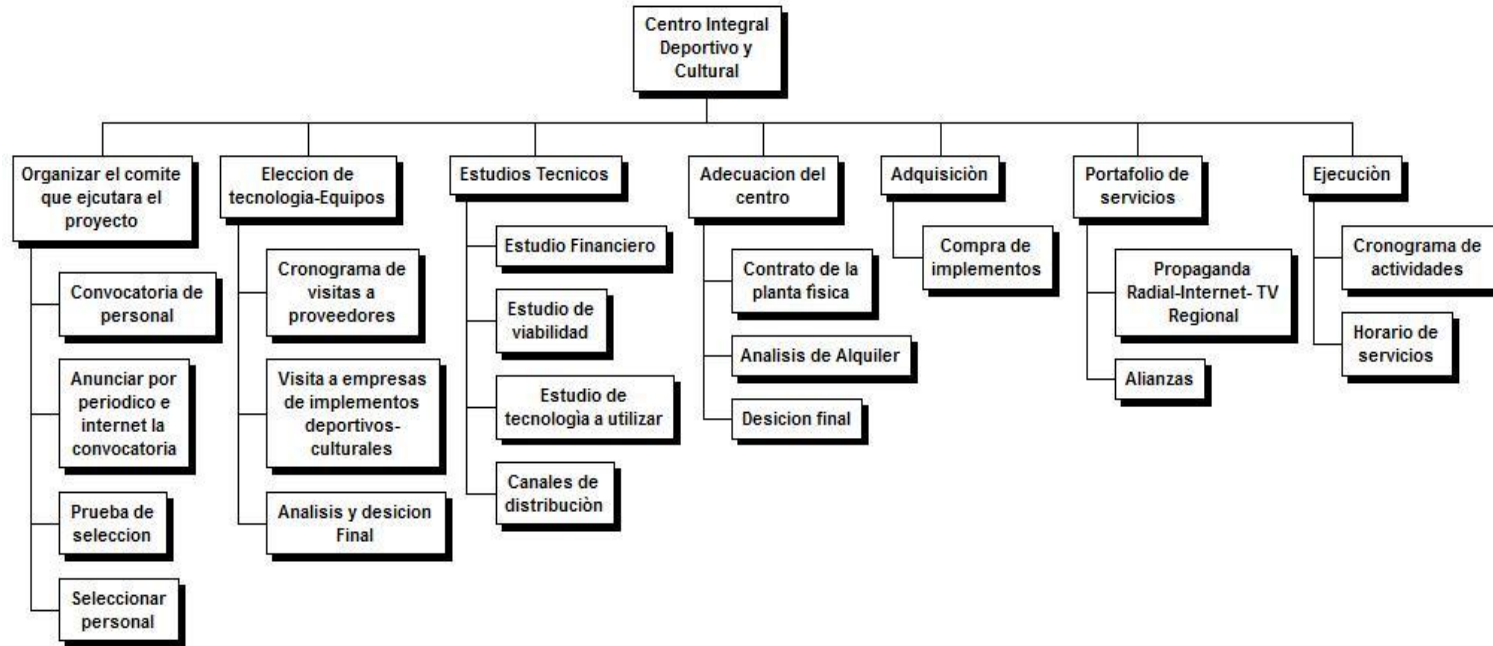 Centro Integral
Deportivo y
Cultural
Organizar el comite
que ejcutara el
proyecto
Convocatoria de
personal
Anunciar por
periodico e
internet la
convocatoria
Prueba de
seleccion
Seleccionar
personal
Eleccion de
tecnologia-Equipos
Cronograma de
visitas a
proveedores
Visita a empresas
de implementos
deportivos-
culturales
Analisis y desicion
Final
Estudios Tecnicos
Estudio Financiero
Estudio de
viabilidad
Estudio de
tecnologìa a utilizar
Canales de
distribuciòn
Adecuacion del
centro
Contrato de la
planta fìsica
Analisis de Alquiler
Desicion final
Adquisiciòn
Compra de
implementos
Portafolio de
servicios
Propaganda
Radial-Internet- TV
Regional
Alianzas
Ejecuciòn
Cronograma de
actividades
Horario de
servicios